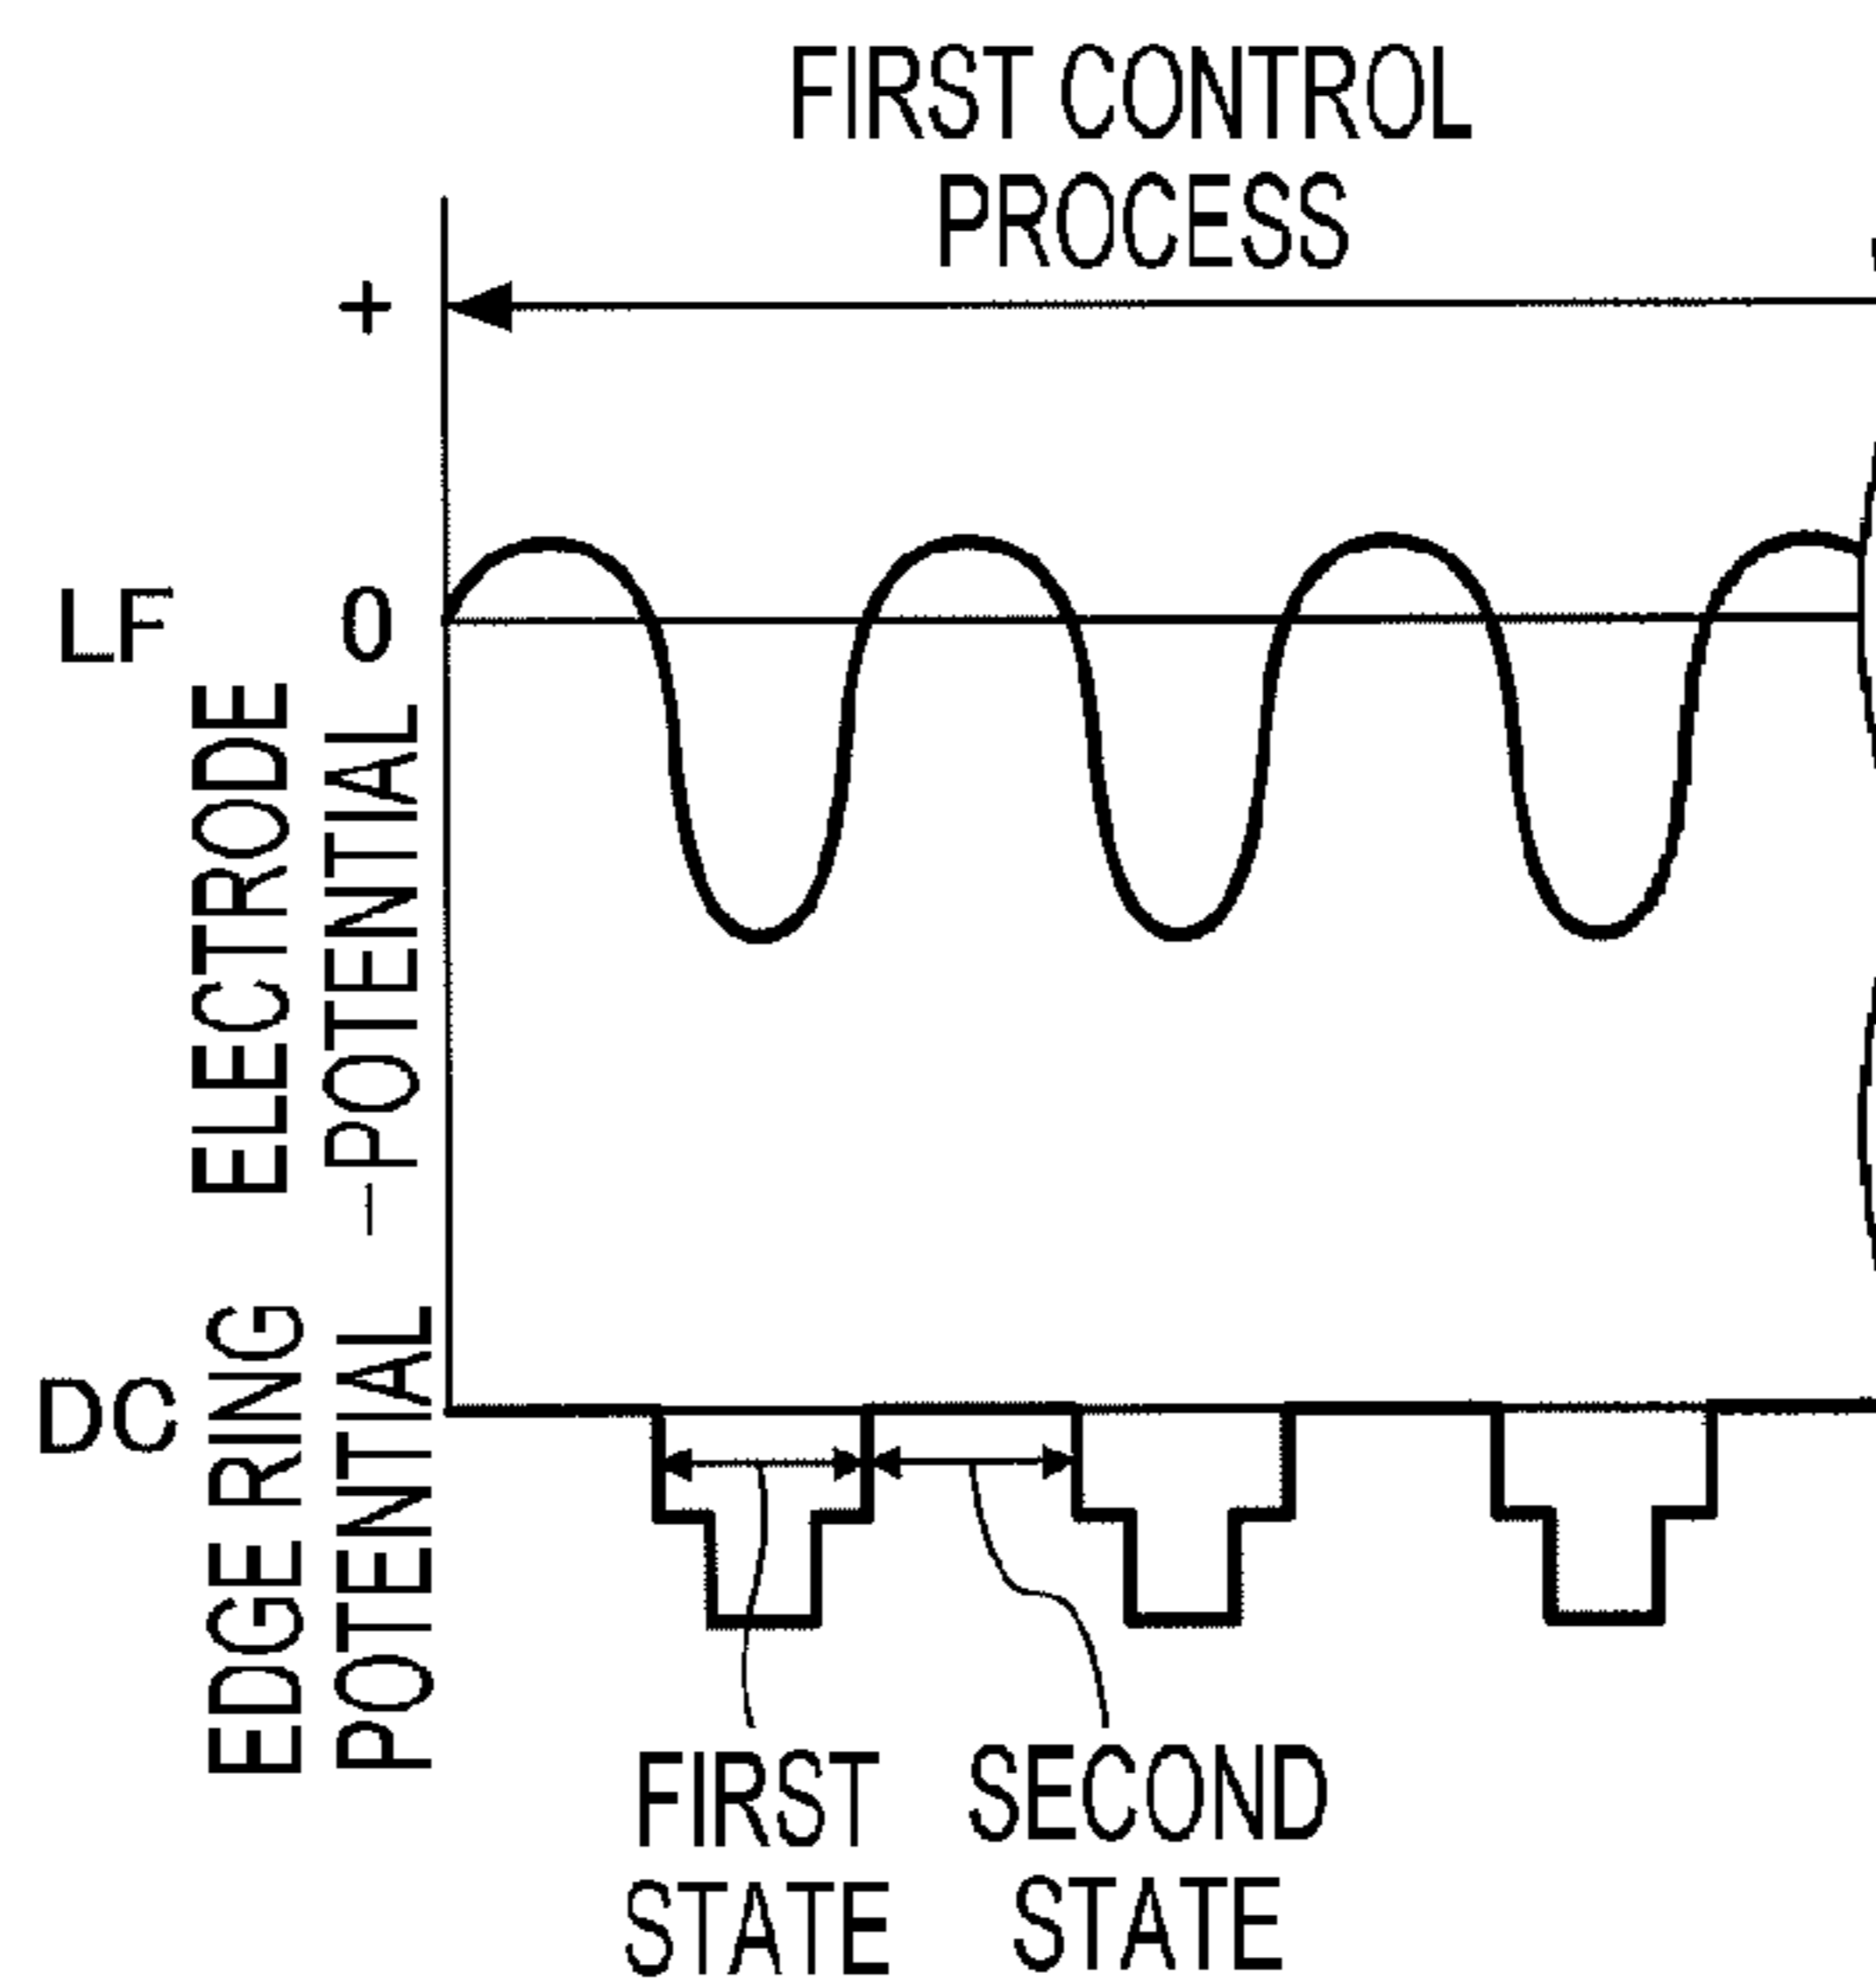 FIRST CONTROL
PROCESS
+
LF
0
ELECTRODE
POTENTIAL
−
DC
EDGE RING
POTENTIAL
FIRST
STATE
SECOND
STATE